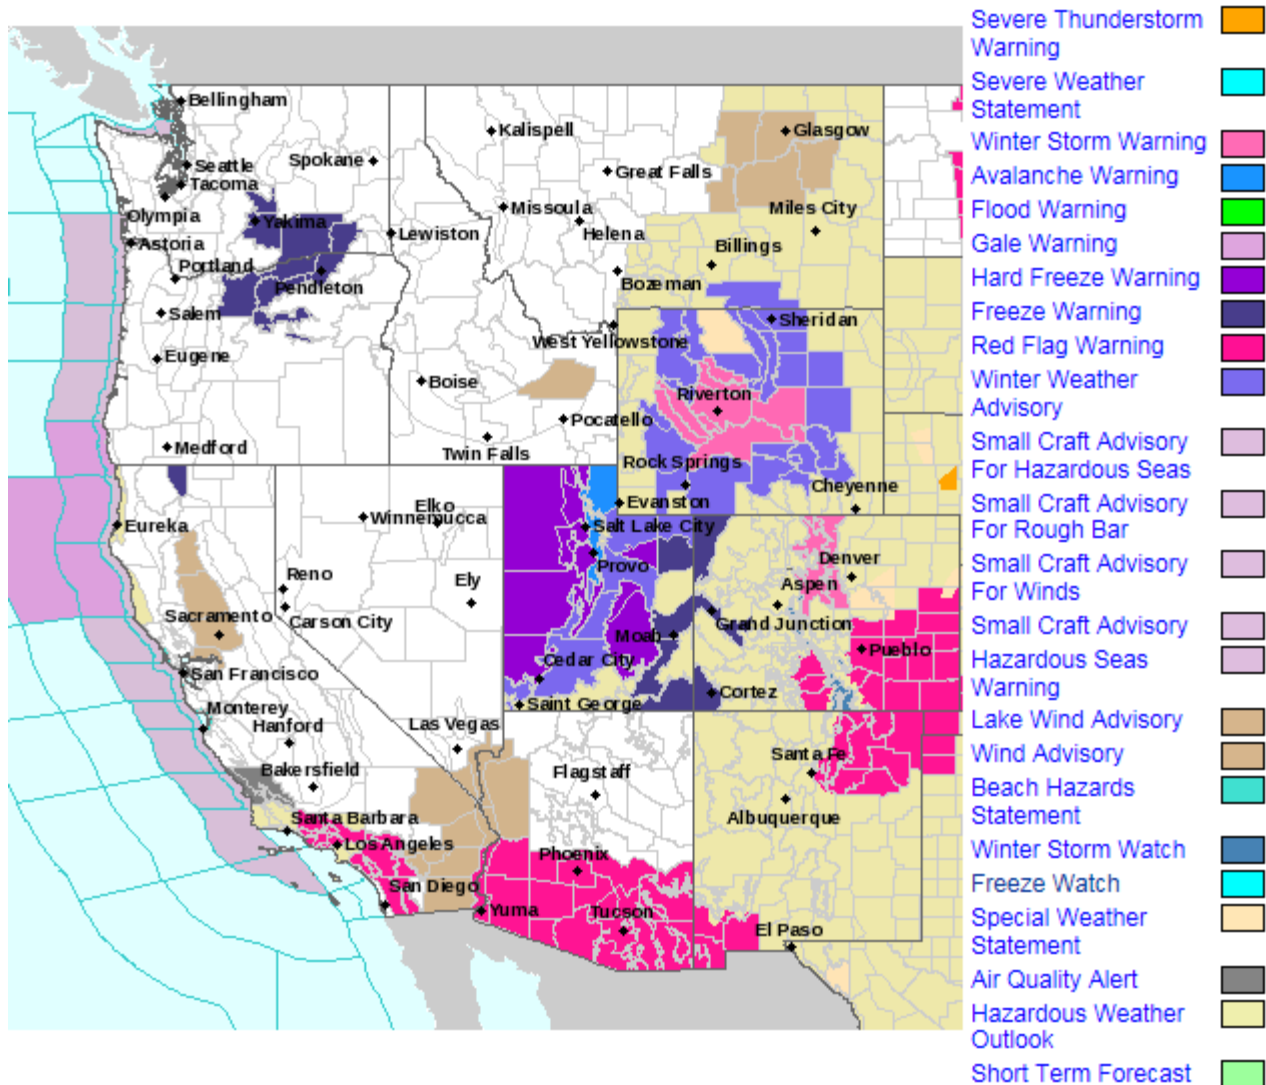 Bellingham
Kalispell
Glasgow
Seattle
Spokane
Great Falls
Tacoma
Olympia
Missoula
Miles City
Yakima
Lewiston
Helena
Astoria
Billings
Portland
Pendleton
Bozeman
Salem
Sheridan
West Yellowstone
Eugene
Boise
Riverton
Pocatello
Medford
Twin Falls
Rock Springs
Cheyenne
Elko
Evanston
Eureka
Winnemucca
Salt Lake City
Denver
Provo
Reno
Ely
Aspen
Sacramento
Carson City
Grand Junction
Moab
Pueblo
San Francisco
Cedar City
Cortez
Saint George
Monterey
Hanford
Las Vegas
Santa Fe
Bakersfield
Flagstaff
Albuquerque
Santa Barbara
Los Angeles
Phoenix
San Diego
Yuma
Tucson
El Paso
Severe Thunderstorm
Warning
Severe Weather
Statement
Winter Storm Warning
Avalanche Warning
Flood Warning
Gale Warning
Hard Freeze Warning
Freeze Warning
Red Flag Warning
Winter Weather
Advisory
Small Craft Advisory
For Hazardous Seas
Small Craft Advisory
For Rough Bar
Small Craft Advisory
For Winds
Small Craft Advisory
Hazardous Seas
Warning
Lake Wind Advisory
Wind Advisory
Beach Hazards
Statement
Winter Storm Watch
Freeze Watch
Special Weather
Statement
Air Quality Alert
Hazardous Weather
Outlook
Short Term Forecast